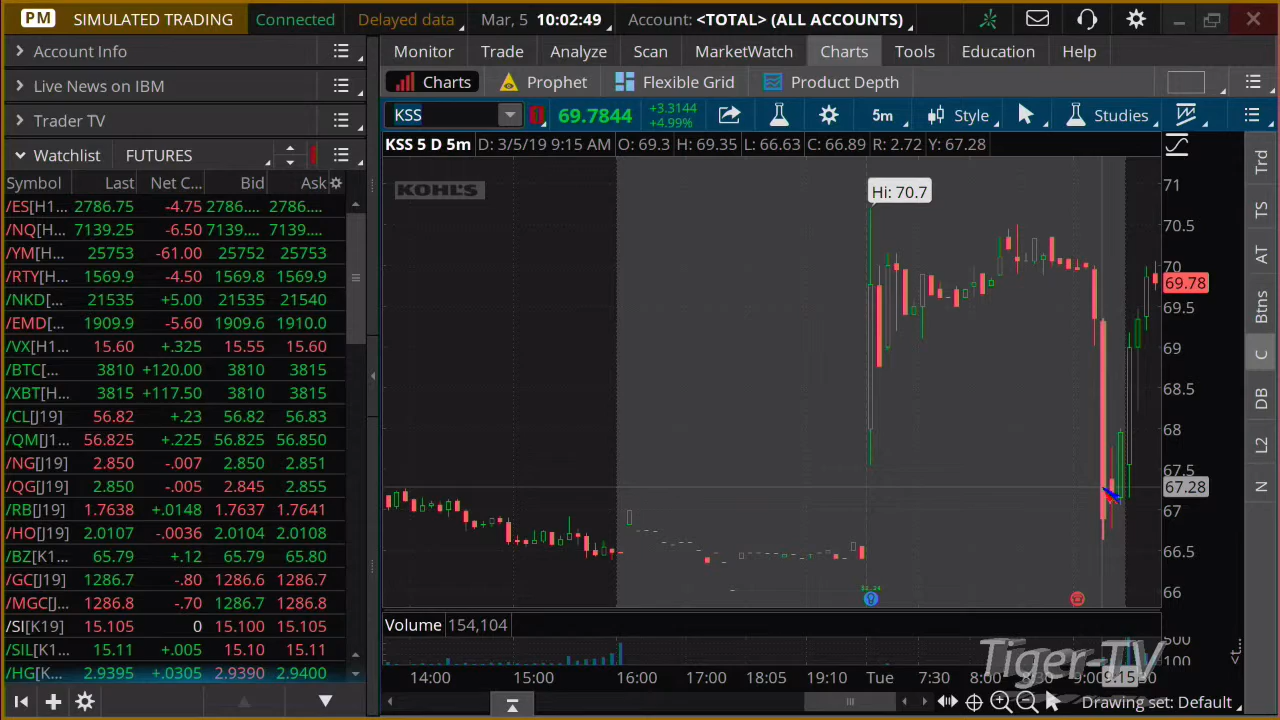 PM SIMULATED TRADING Connected Delayed data Mar, 5 10:02:49 Account: <TOTAL> (ALL ACCOUNTS)
Account Info
Live News on IBM
Trader TV
Watchlist FUTURES
Symbol Last Net C... Bid Ask
/ES[H1... 2786.75 -4.75 2786.... 2786....
/NQ[H... 7139.25 -6.50 7139.... 7139....
/YM[H... 25753 -61.00 25752 25753
/RTY[H... 1569.9 -4.50 1569.8 1569.9
/NKD[... 21535 +5.00 21535 21540
/EMD[... 1909.9 -5.60 1909.6 1910.0
/VX[H1... 15.60 +.325 15.55 15.60
/BTC[... 3810 +120.00 3810 3815
/XBT[H... 3815 +117.50 3810 3815
/CL[J19] 56.82 +.23 56.82 56.83
/QM[J1... 56.825 +.225 56.825 56.850
/NG[J19] 2.850 -.007 2.850 2.851
/QG[J19] 2.850 -.005 2.845 2.855
/RB[J19] 1.7638 +.0148 1.7637 1.7641
/HO[J19] 2.0107 -.0036 2.0104 2.0108
/BZ[K1... 65.79 +.12 65.79 65.80
/GC[J19] 1286.7 -.80 1286.6 1286.7
/MGC[J... 1286.8 -.70 1286.7 1286.8
/SI[K19] 15.105 0 15.100 15.105
/SIL[K19] 15.11 +.005 15.10 15.11
/HG[K... 2.9395 +.0305 2.9390 2.9400
Monitor Trade Analyze Scan MarketWatch Charts Tools Education Help
Charts Prophet Flexible Grid Product Depth
KSS 69.7844 +3.3144 +4.99% 5m Style Studies
KSS 5 D 5m D: 3/5/19 9:15 AM O: 69.3 H: 69.35 L: 66.63 C: 66.89 R: 2.72 Y: 67.28
KOHL'S
Hi: 70.7
71
70.5
70
69.78
69.5
69
68.5
68
67.5
67.28
67
66.5
66
Volume 154,104
500
100
14:00 15:00 16:00 17:00 18:05 19:10 Tue 7:30 8:00 9:15
Tiger-TV
Drawing set: Default
Trd
TS
AT
Btns
C
DB
L2
N